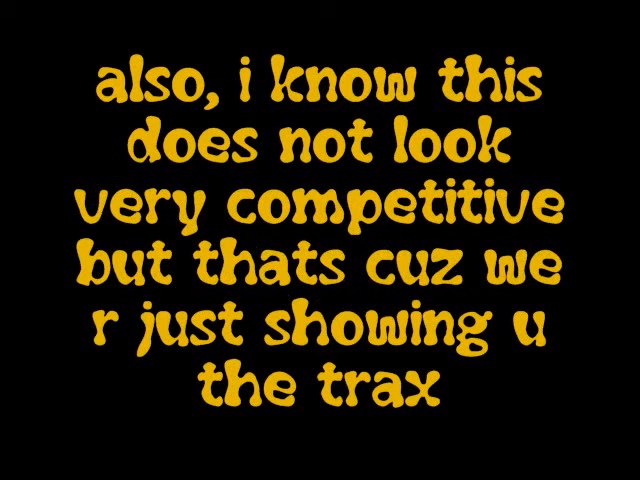 also, i know this
does not look
very competitive
but thats cuz we
r just showing u
the trax